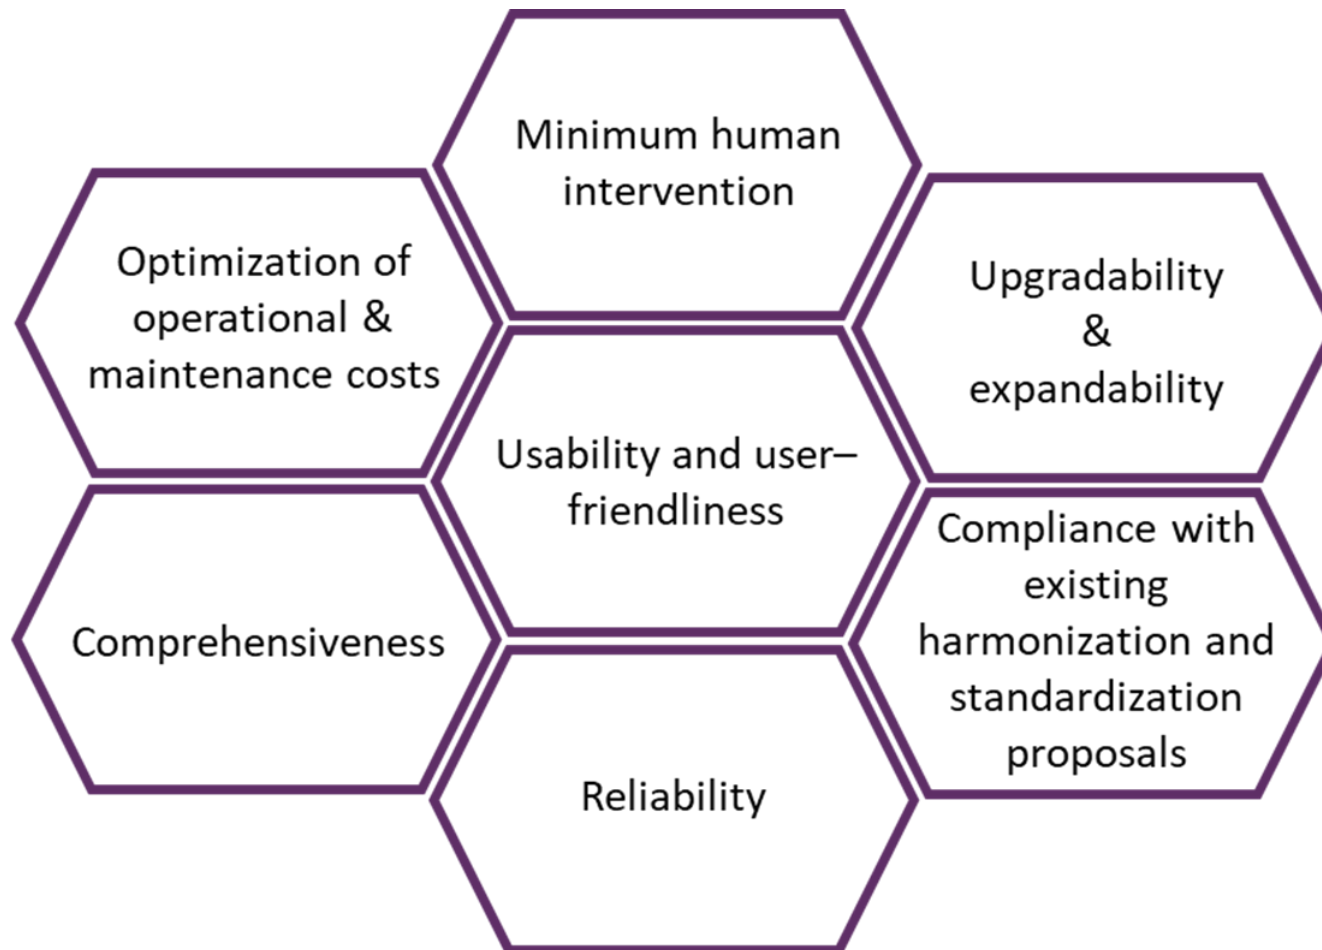 Minimum human
intervention
Optimization of
operational &
maintenance costs
Upgradability
&
expandability
Usability and user–
friendliness
Comprehensiveness
Compliance with
existing
harmonization and
standardization
proposals
Reliability